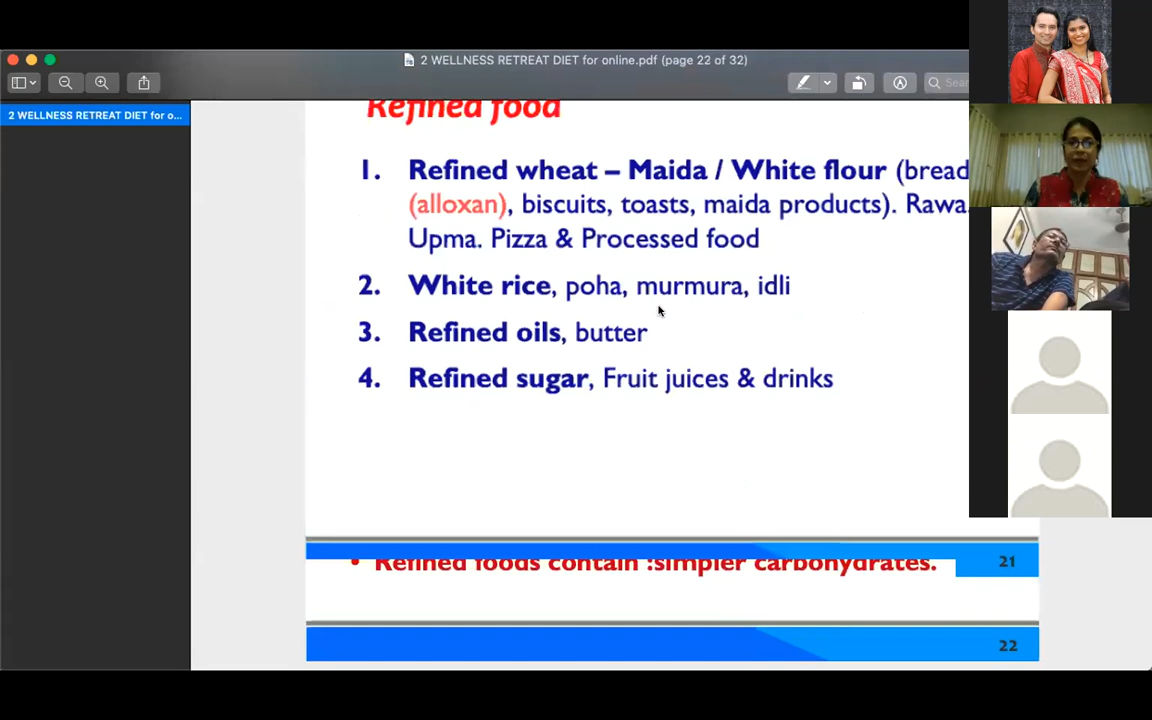 2 WELLNESS RETREAT DIET for online.pdf (page 22 of 32)
Sear
2 WELLNESS RETREAT DIET for o...
Refined food
1. Refined wheat – Maida / White flour (bread
(alloxan), biscuits, toasts, maida products). Rawa.
Upma. Pizza & Processed food
2. White rice, poha, murmura, idli
3. Refined oils, butter
4. Refined sugar, Fruit juices & drinks
21
• Refined foods contain :simpler carbohydrates.
22